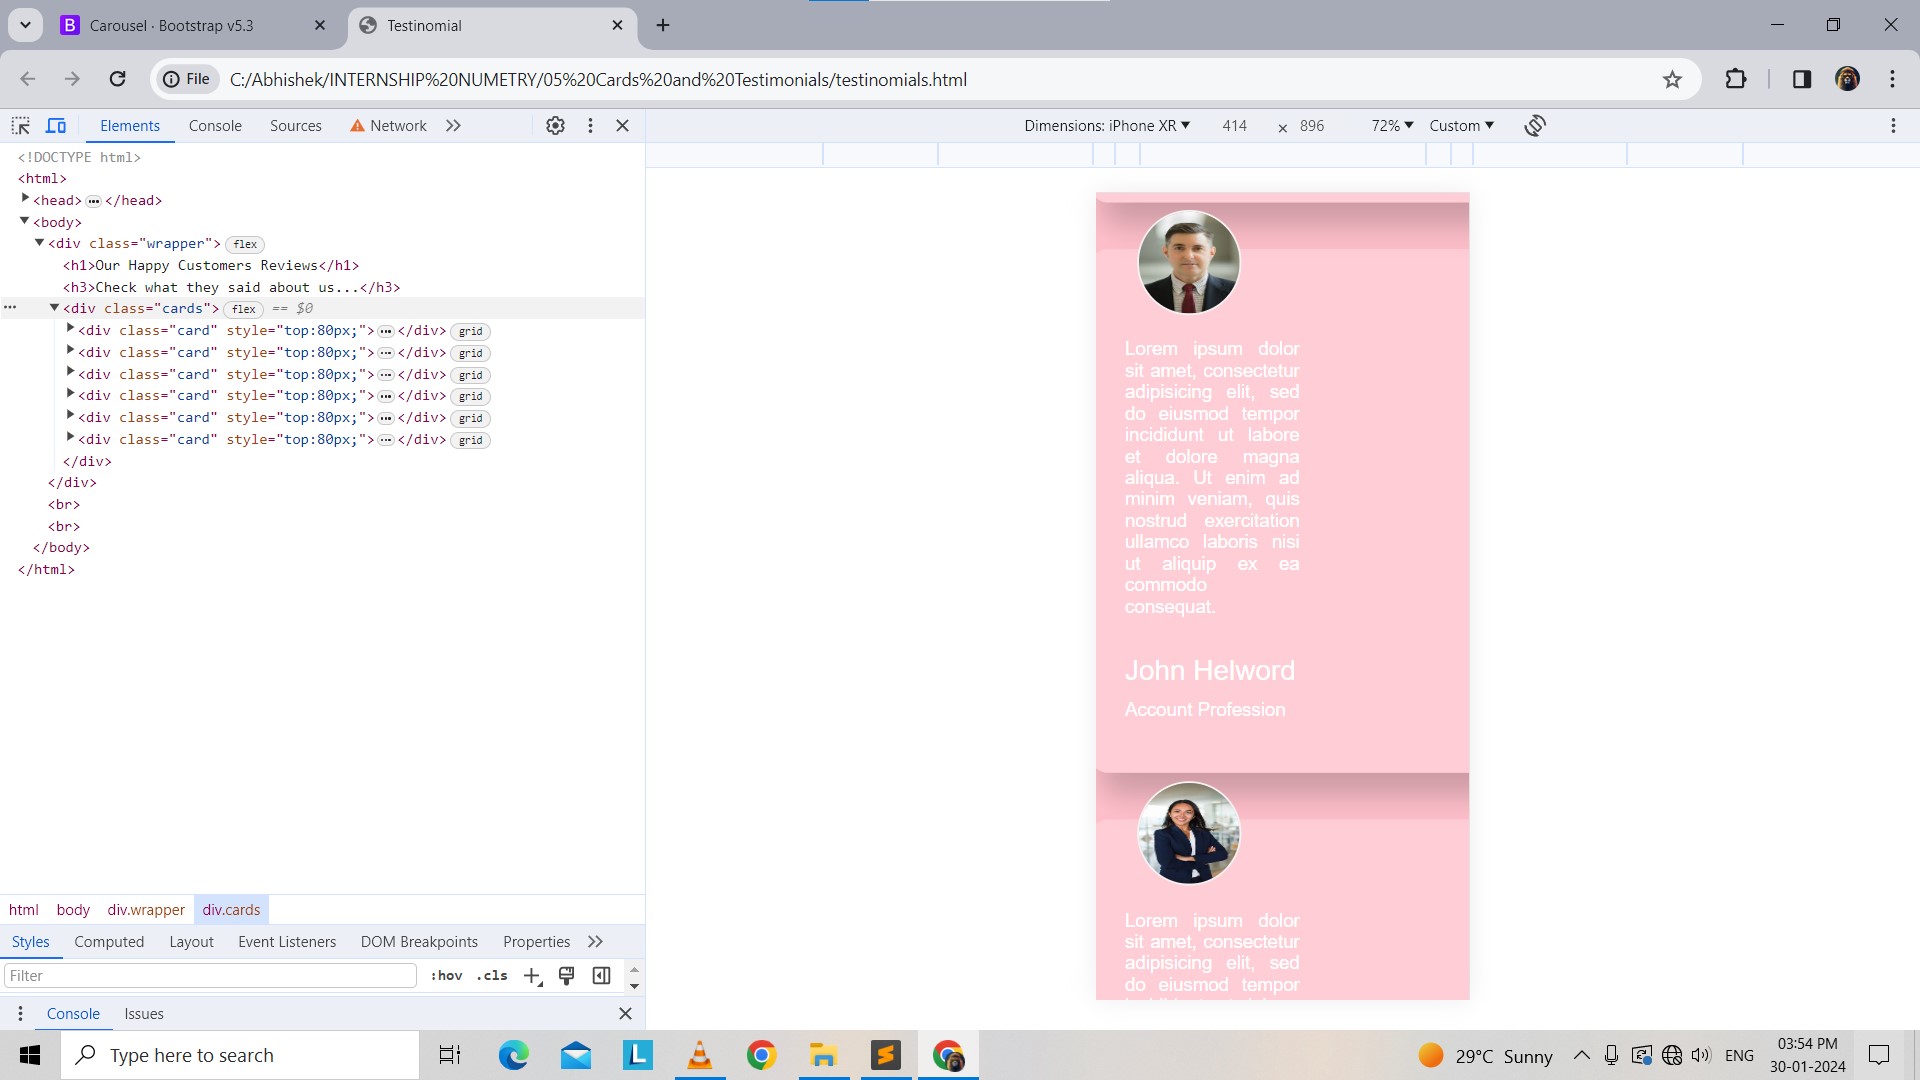 Carousel · Bootstrap v5.3
Testinomial
File
C:/Abhishek/INTERNSHIP%20NUMETRY/05%20Cards%20and%20Testimonials/testinomials.html
Elements
Console
Sources
Network
Dimensions: iPhone XR
414
×
896
72%
Custom
<!DOCTYPE html>
<html>
<head>
</head>
<body>
<div class="wrapper"> flex
<h1>Our Happy Customers Reviews</h1>
<h3>Check what they said about us...</h3>
<div class="cards"> flex == $0
<div class="card" style="top:80px;"> </div> grid
<div class="card" style="top:80px;"> </div> grid
<div class="card" style="top:80px;"> </div> grid
<div class="card" style="top:80px;"> </div> grid
<div class="card" style="top:80px;"> </div> grid
<div class="card" style="top:80px;"> </div> grid
</div>
</div>
<br>
<br>
</body>
</html>
Lorem ipsum dolor
sit amet, consectetur
adipisicing elit, sed
do eiusmod tempor
incididunt ut labore
et dolore magna
aliqua. Ut enim ad
minim veniam, quis
nostrud exercitation
ullamco laboris nisi
ut aliquip ex ea
commodo
consequat.
John Helword
Account Profession
Lorem ipsum dolor
sit amet, consectetur
adipisicing elit, sed
do eiusmod tempor
html body div.wrapper div.cards
Styles
Computed
Layout
Event Listeners
DOM Breakpoints
Properties
Filter
:hov
.cls
Console
Issues
Type here to search
29°C Sunny
ENG
03:54 PM
30-01-2024